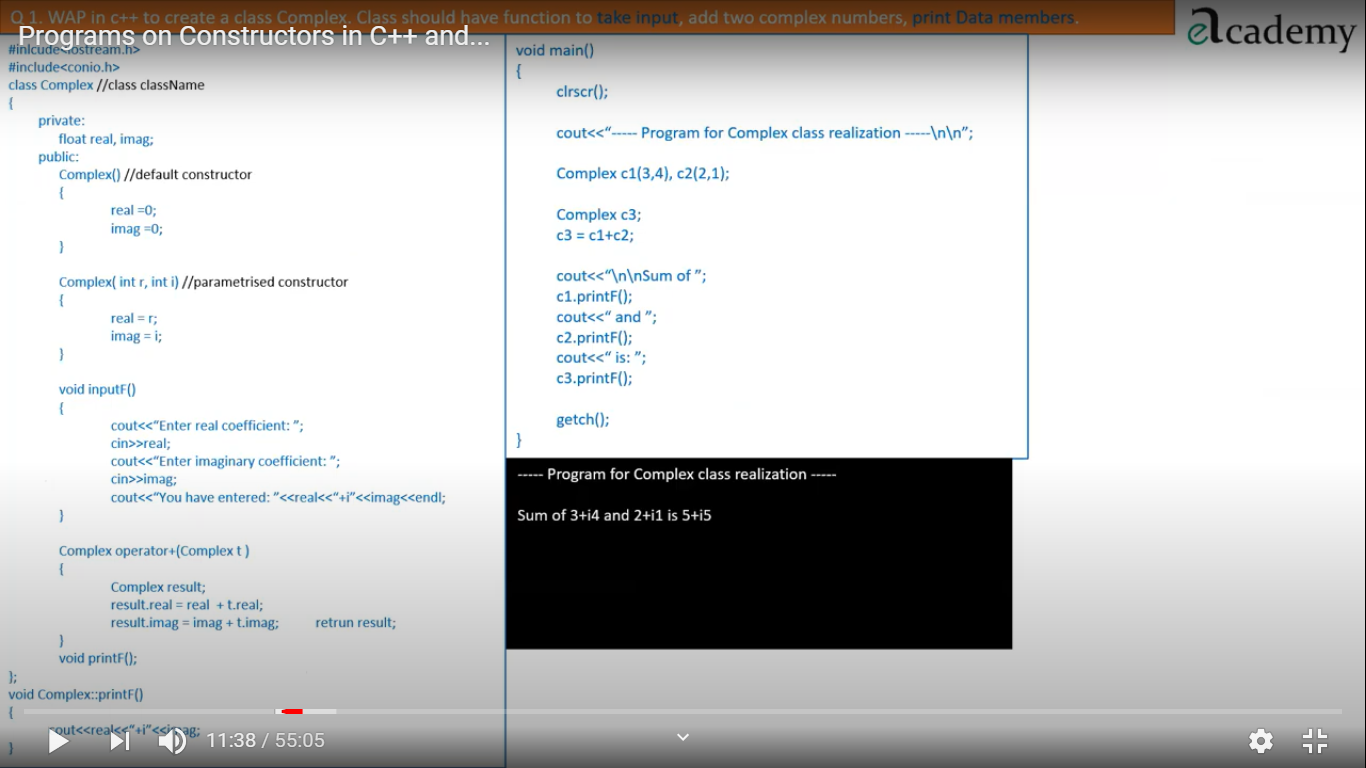 Q 1. WAP in c++ to create a class Complex. Class should have function to take input, add two complex numbers, print Data members.
Programs on Constructors in C++ and...
academy
#inlcude<iostream.h>
#include<conio.h>
class Complex //class className
{
private:
float real, imag;
public:
Complex() //default constructor
{
real =0;
imag =0;
}
Complex( int r, int i) //parametrised constructor
{
real = r;
imag = i;
}
void inputF()
{
cout<<“Enter real coefficient: ”;
cin>>real;
cout<<“Enter imaginary coefficient: ”;
cin>>imag;
cout<<“You have entered: ”<<real<<“+i”<<imag<<endl;
}
Complex operator+(Complex t )
{
Complex result;
result.real = real + t.real;
result.imag = imag + t.imag; retrun result;
}
void printF();
};
void Complex::printF()
{
cout<<real<<“+i”<<imag;
}
void main()
{
clrscr();
cout<<“----- Program for Complex class realization -----\n\n”;
Complex c1(3,4), c2(2,1);
Complex c3;
c3 = c1+c2;
cout<<“\n\nSum of ”;
c1.printF();
cout<<“ and ”;
c2.printF();
cout<<“ is: ”;
c3.printF();
getch();
}
----- Program for Complex class realization -----
Sum of 3+i4 and 2+i1 is 5+i5
11:38 / 55:05